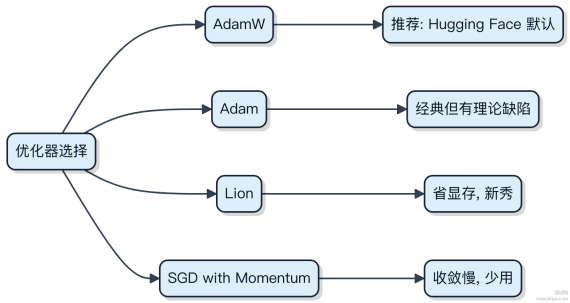 优化器选择
AdamW
推荐: Hugging Face 默认
Adam
经典但有理论缺陷
Lion
省显存, 新秀
SGD with Momentum
收敛慢, 少用